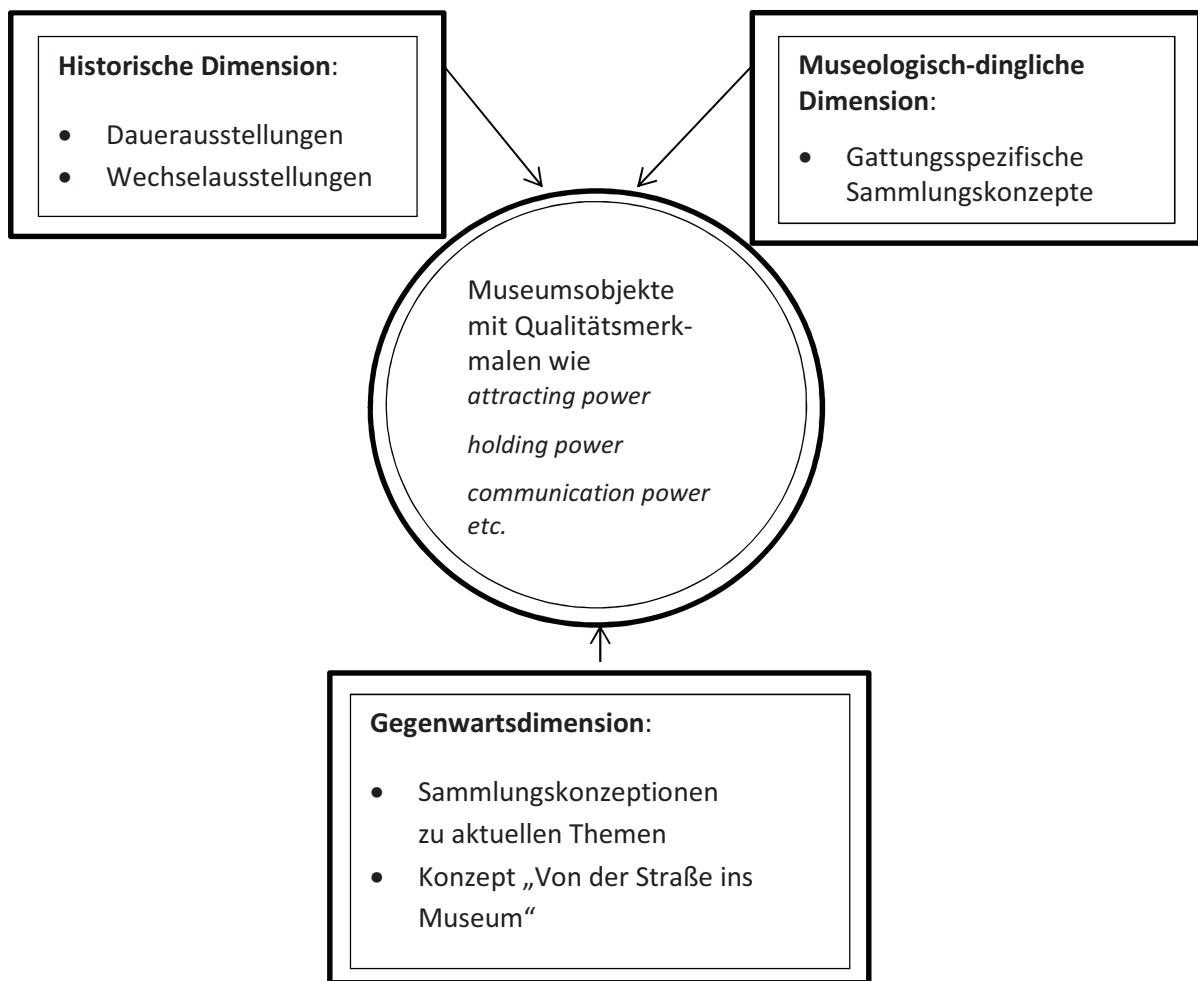 Historische Dimension:
• Dauerausstellungen
• Wechselausstellungen
Museologisch-dingliche
Dimension:
• Gattungsspezifische
Sammlungskonzepte
Museumsobjekte
mit Qualitätsmerk-
malen wie
attracting power
holding power
communication power
etc.
Gegenwartsdimension:
• Sammlungskonzeptionen
zu aktuellen Themen
• Konzept „Von der Straße ins
Museum“